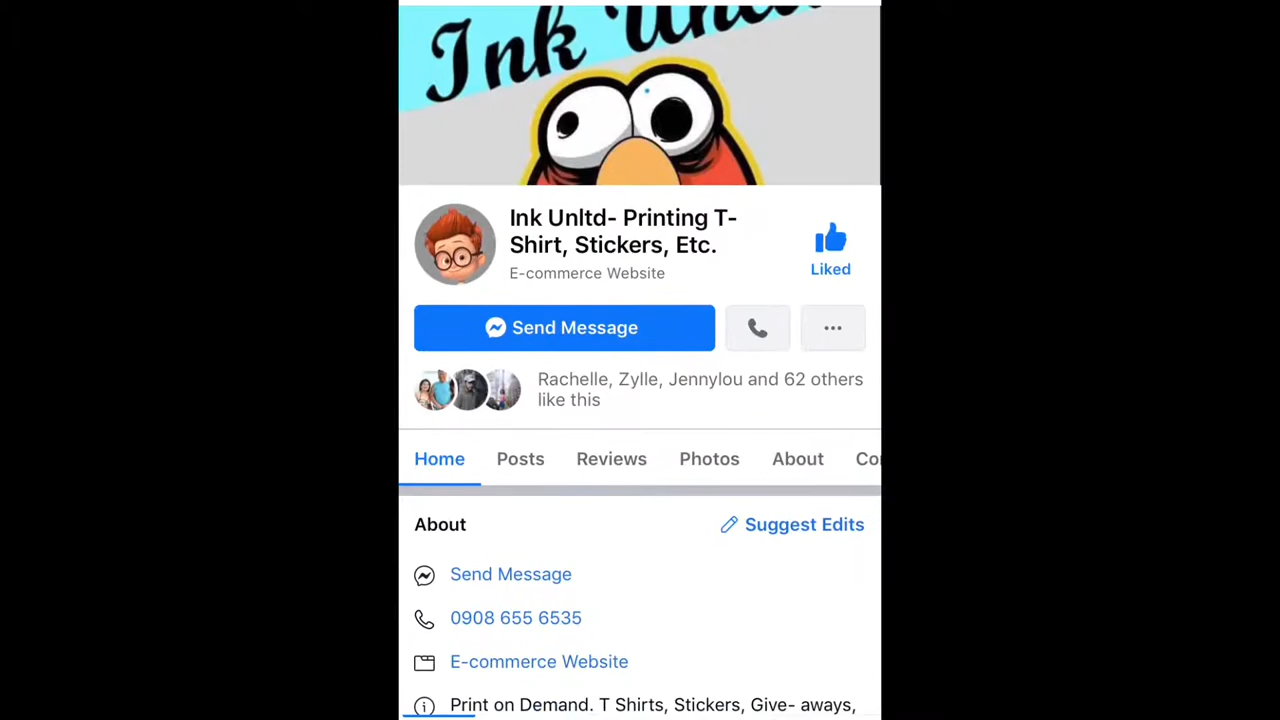 Ink Unltd
Ink Unltd- Printing T-
Shirt, Stickers, Etc.
E-commerce Website
Liked
Send Message
Rachelle, Zylle, Jennylou and 62 others
like this
Home Posts Reviews Photos About Co
About
Suggest Edits
Send Message
0908 655 6535
E-commerce Website
Print on Demand. T Shirts, Stickers, Give- aways,